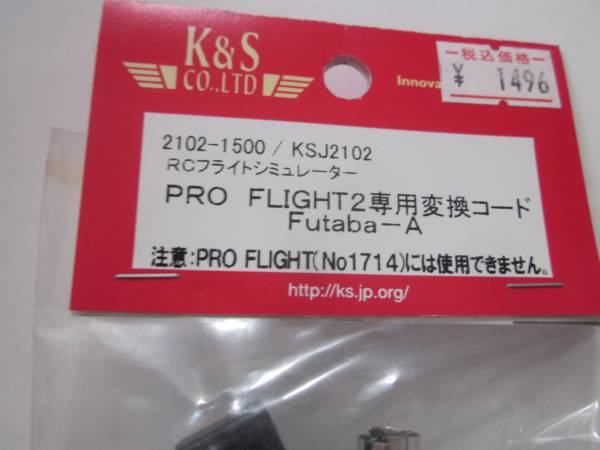 K&S
CO.,LTD
Innova
税込価格
¥ 1496
2102-1500 / KSJ2102
RCフライトシミュレーター
PRO FLIGHT2専用変換コード
Futaba-A
注意:PRO FLIGHT(No1714)には使用できません。
http://ks.jp.org/